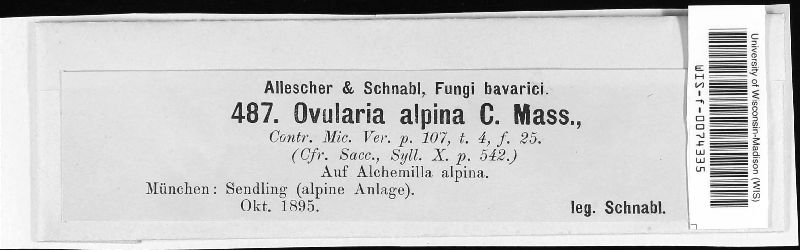 Allescher & Schnabl, Fungi bavarici.
487. Ovularia alpina C. Mass.,
Contr. Mic. Ver. p. 107, t. 4, f. 25.
(Cfr. Sacc., Syll. X. p. 542.)
Auf Alchemilla alpina.
München: Sendling (alpine Anlage).
Okt. 1895.
leg. Schnabl.
University of Wisconsin-Madison (WIS)
WIS-f-0074335